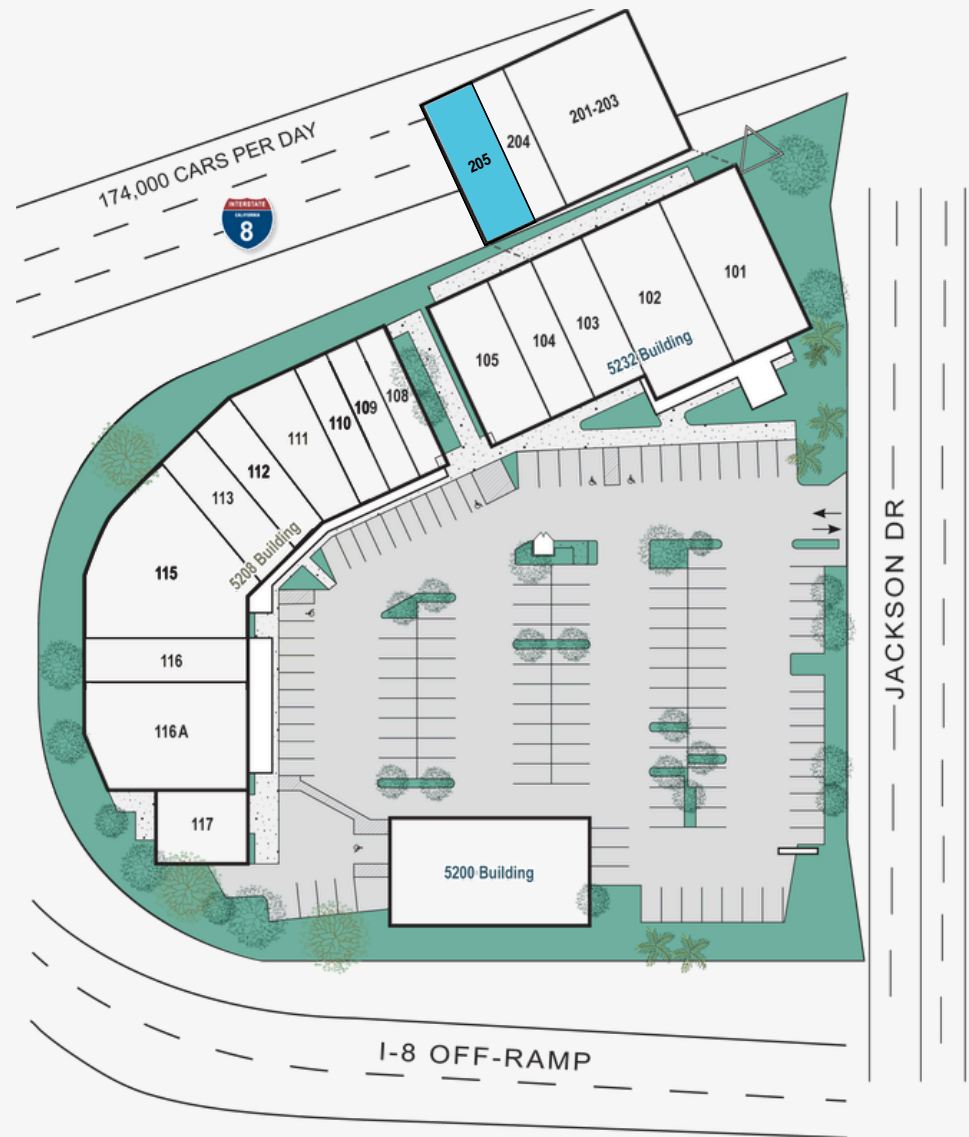 201-203
204
205
174,000 CARS PER DAY
INTERSTATE
CALIFORNIA
8
101
102
103
104
105
5232 Building
108
109
110
111
112
113
5208 Building
115
116
116A
117
5200 Building
JACKSON DR
I-8 OFF-RAMP